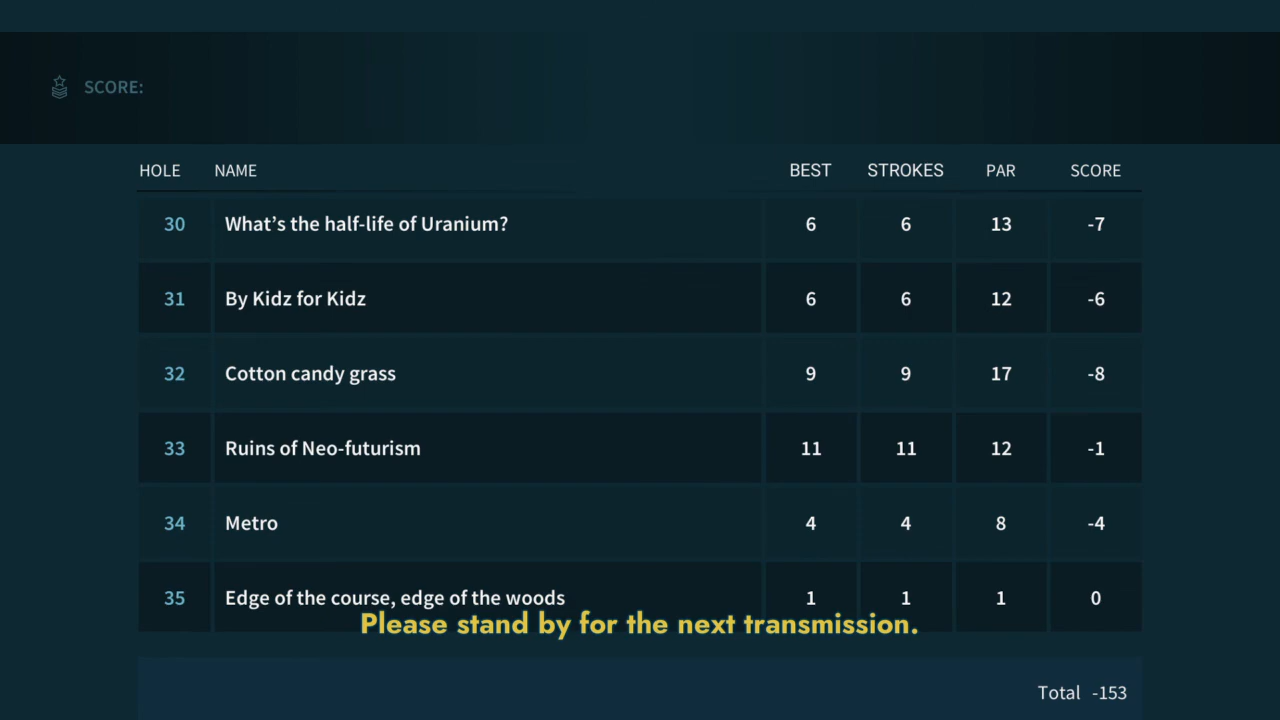 SCORE:
HOLE NAME BEST STROKES PAR SCORE
30 What’s the half-life of Uranium? 6 6 13 -7
31 By Kidz for Kidz 6 6 12 -6
32 Cotton candy grass 9 9 17 -8
33 Ruins of Neo-futurism 11 11 12 -1
34 Metro 4 4 8 -4
35 Edge of the course, edge of the woods 1 1 1 0
Please stand by for the next transmission.
Total -153